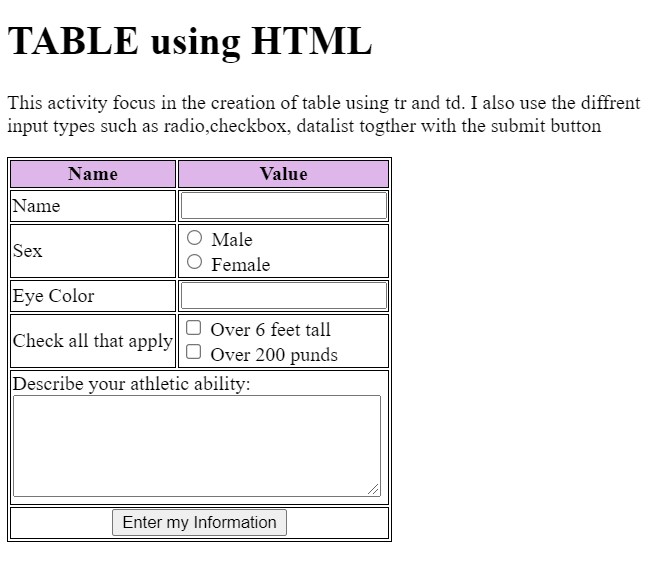 TABLE using HTML
This activity focus in the creation of table using tr and td. I also use the diffrent
input types such as radio,checkbox, datalist togther with the submit button
Name Value
Name
Sex
Male
Female
Eye Color
Check all that apply
Over 6 feet tall
Over 200 punds
Describe your athletic ability:
Enter my Information